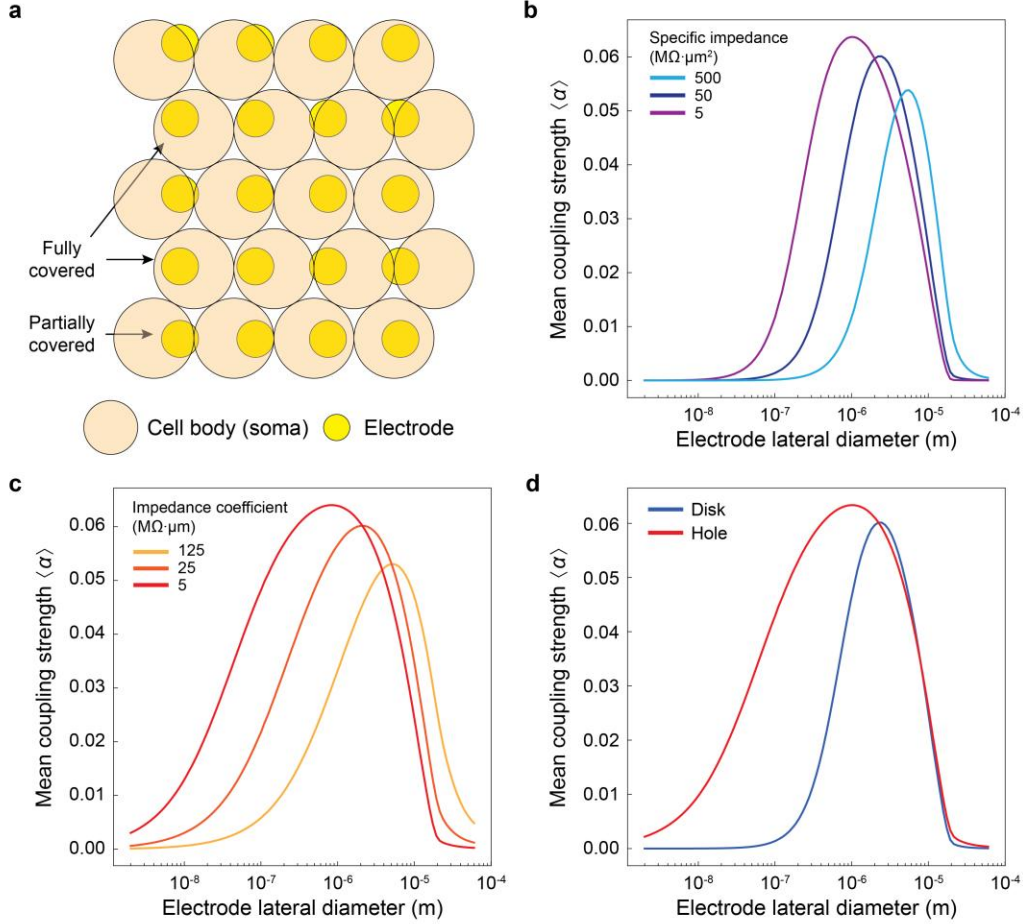 a
Fully
covered
Partially
covered
Cell body (soma)
Electrode
b
Specific impedance
(MΩ·µm²)
500
50
5
0.06
0.05
0.04
0.03
0.02
0.01
0.00
Mean coupling strength ⟨α⟩
10⁻⁸
10⁻⁷
10⁻⁶
10⁻⁵
10⁻⁴
Electrode lateral diameter (m)
c
Impedance coefficient
(MΩ·µm)
125
25
5
0.06
0.05
0.04
0.03
0.02
0.01
0.00
Mean coupling strength ⟨α⟩
10⁻⁸
10⁻⁷
10⁻⁶
10⁻⁵
10⁻⁴
Electrode lateral diameter (m)
d
Disk
Hole
0.06
0.05
0.04
0.03
0.02
0.01
0.00
Mean coupling strength ⟨α⟩
10⁻⁸
10⁻⁷
10⁻⁶
10⁻⁵
10⁻⁴
Electrode lateral diameter (m)